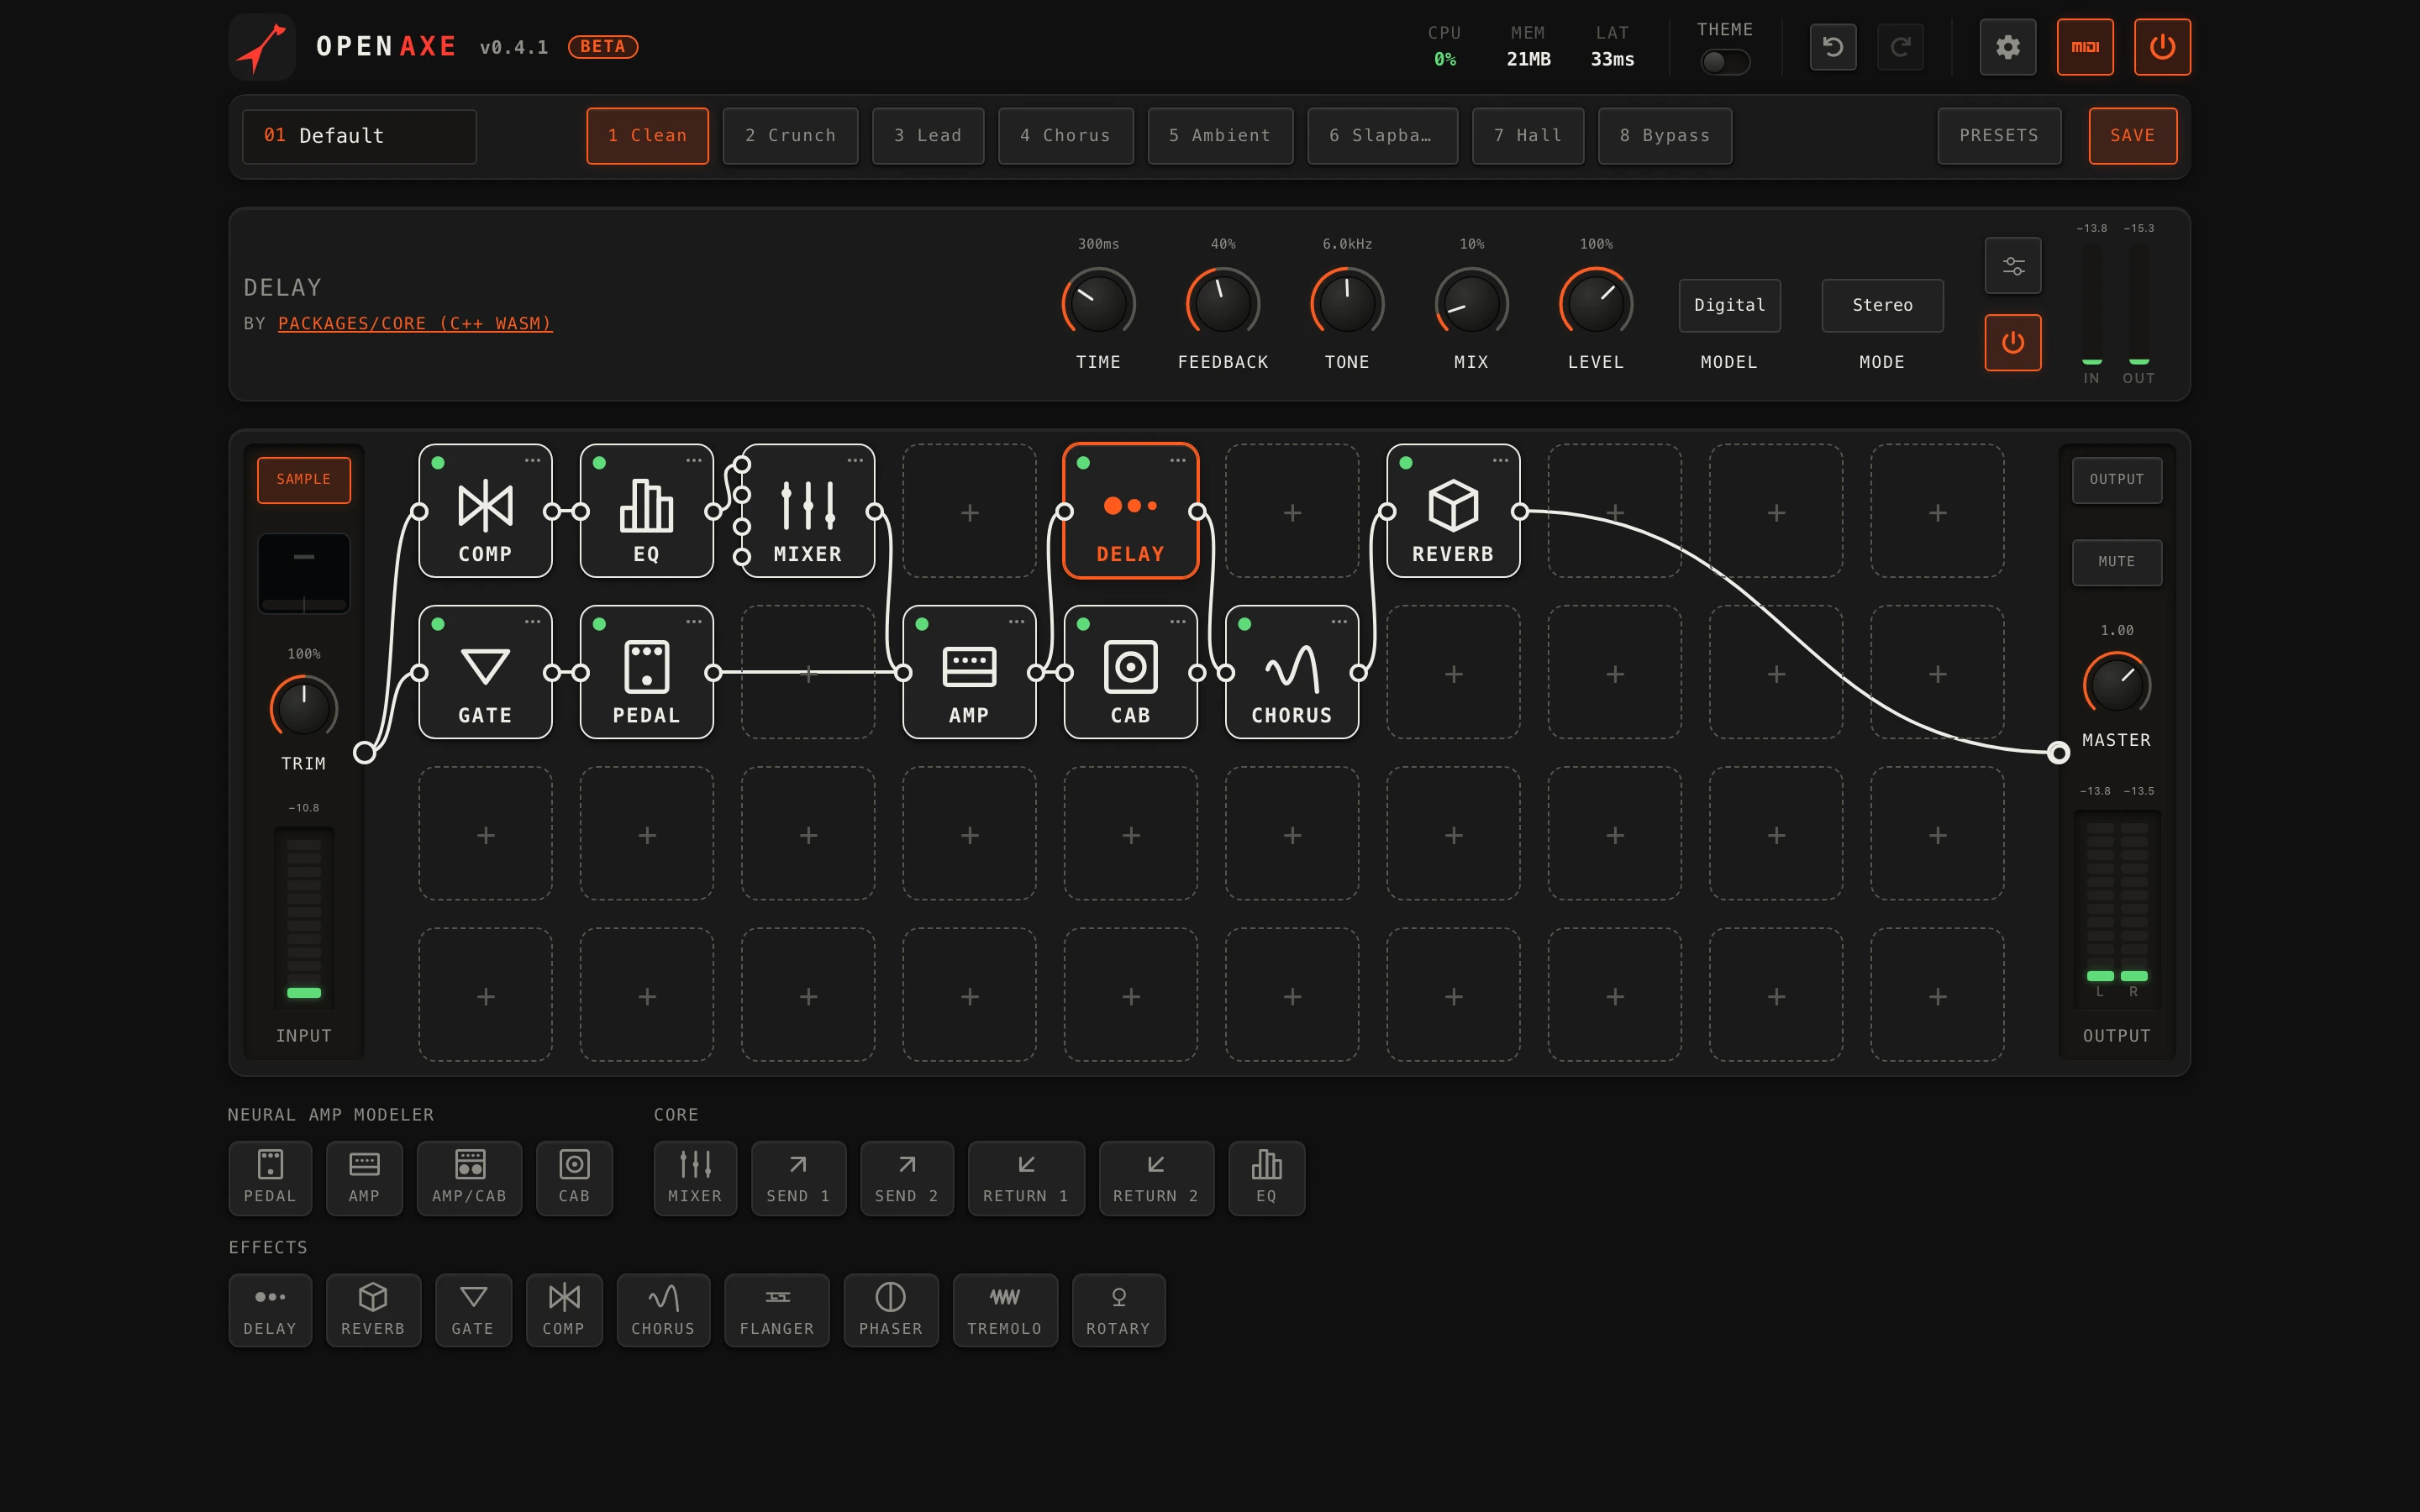 OPENAXE v0.4.1 BETA
CPU MEM LAT THEME
0% 21MB 33ms
MIDI
01 Default 1 Clean 2 Crunch 3 Lead 4 Chorus 5 Ambient 6 Slapba… 7 Hall 8 Bypass PRESETS SAVE
300ms 40% 6.0kHz 10% 100% −13.8 −15.3
DELAY
BY PACKAGES/CORE (C++ WASM)
Digital Stereo
TIME FEEDBACK TONE MIX LEVEL MODEL MODE
IN OUT
SAMPLE OUTPUT
COMP EQ MIXER DELAY REVERB
MUTE
100% 1.00
GATE PEDAL AMP CAB CHORUS
TRIM MASTER
−10.8 −13.8 −13.5
L R
INPUT OUTPUT
NEURAL AMP MODELER CORE
PEDAL AMP AMP/CAB CAB MIXER SEND 1 SEND 2 RETURN 1 RETURN 2 EQ
EFFECTS
DELAY REVERB GATE COMP CHORUS FLANGER PHASER TREMOLO ROTARY